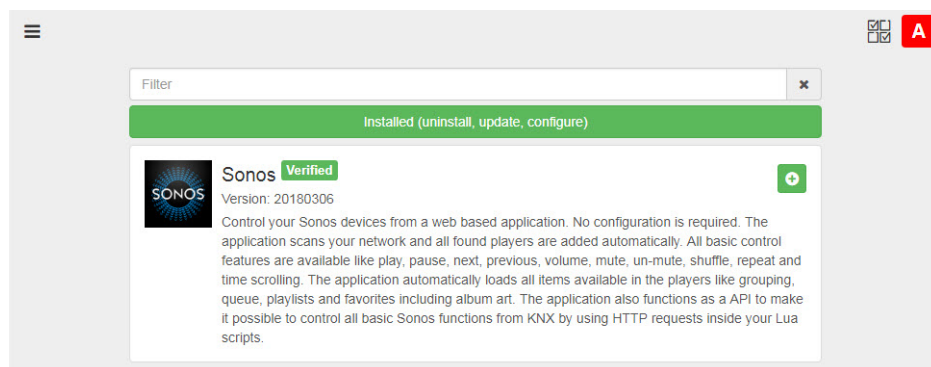 A
Filter
Installed (uninstall, update, configure)
SONOS
Sonos Verified
Version: 20180306
Control your Sonos devices from a web based application. No configuration is required. The
application scans your network and all found players are added automatically. All basic control
features are available like play, pause, next, previous, volume, mute, un-mute, shuffle, repeat and
time scrolling. The application automatically loads all items available in the players like grouping,
queue, playlists and favorites including album art. The application also functions as a API to make
it possible to control all basic Sonos functions from KNX by using HTTP requests inside your Lua
scripts.